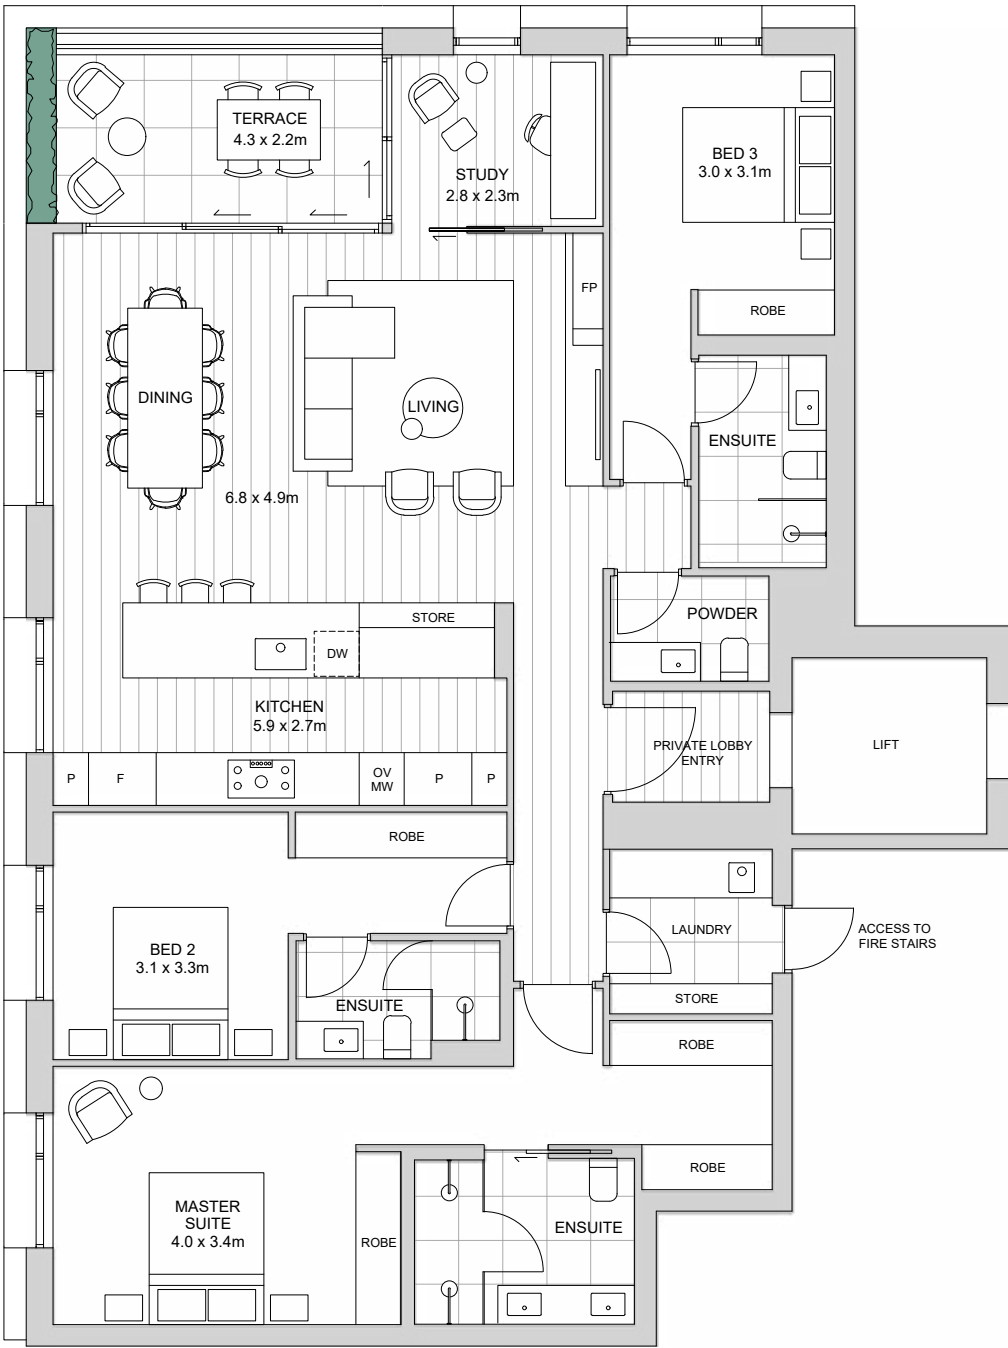 TERRACE
4.3 x 2.2m
STUDY
2.8 x 2.3m
BED 3
3.0 x 3.1m
FP
ROBE
DINING
LIVING
ENSUITE
6.8 x 4.9m
STORE
POWDER
DW
KITCHEN
5.9 x 2.7m
PRIVATE LOBBY
ENTRY
LIFT
P
F
OV
MW
P
P
ROBE
BED 2
3.1 x 3.3m
LAUNDRY
ACCESS TO
FIRE STAIRS
ENSUITE
STORE
ROBE
ROBE
MASTER
SUITE
4.0 x 3.4m
ROBE
ENSUITE